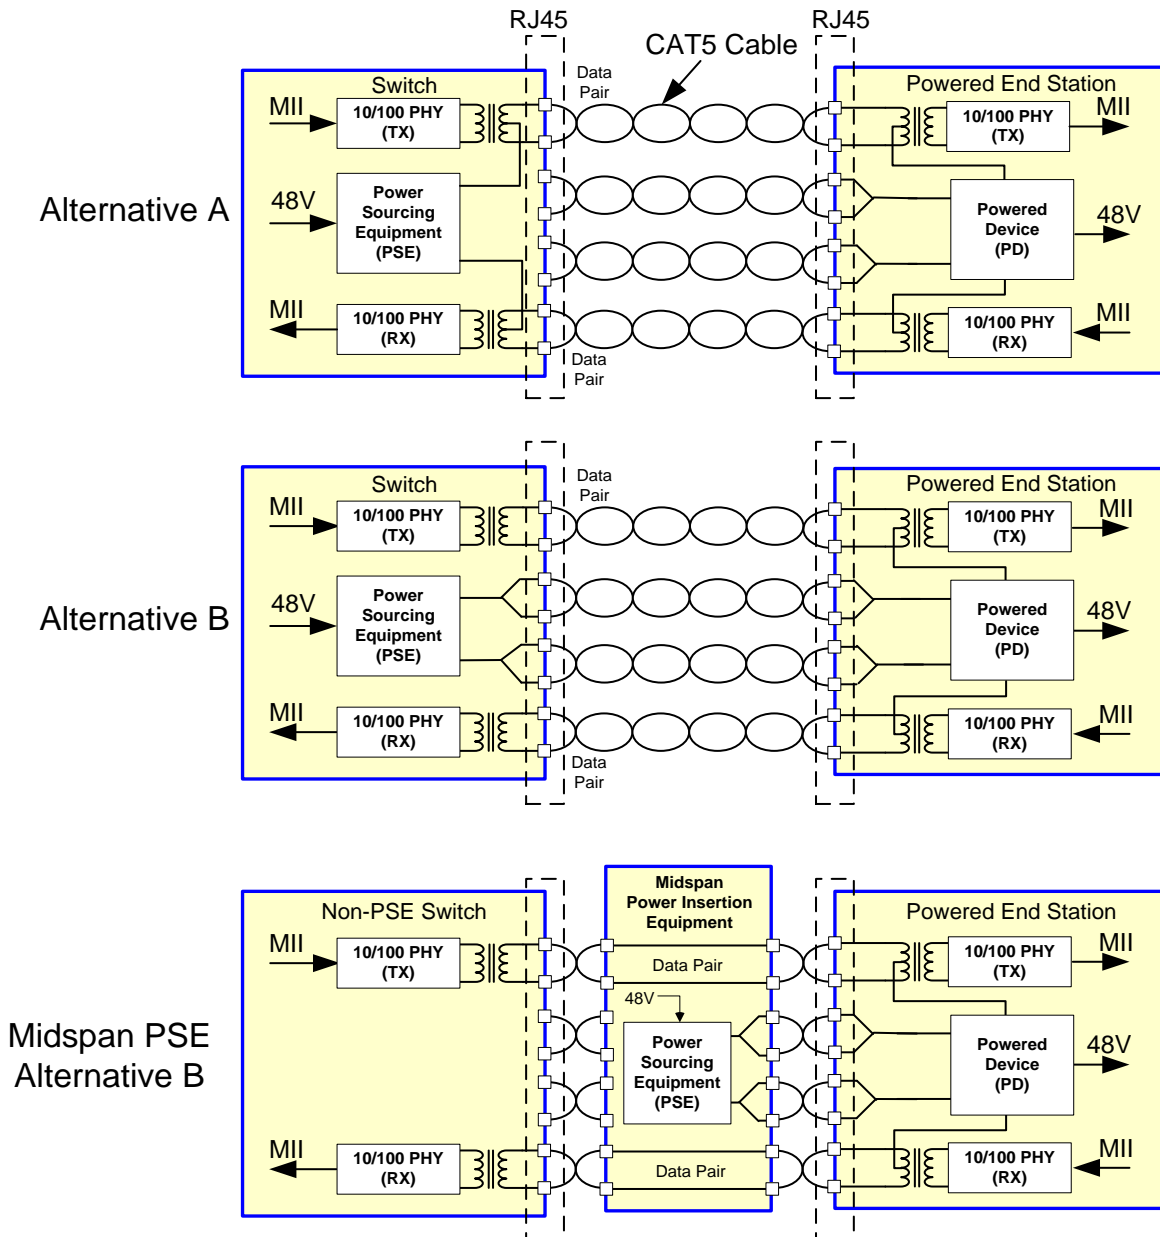 RJ45
RJ45
CAT5 Cable
Data
Pair
Switch
Powered End Station
MII
10/100 PHY
(TX)
10/100 PHY
(TX)
MII
Alternative A
48V
Power
Sourcing
Equipment
(PSE)
Powered
Device
(PD)
48V
MII
10/100 PHY
(RX)
10/100 PHY
(RX)
MII
Data
Pair
Data
Pair
Switch
Powered End Station
MII
10/100 PHY
(TX)
10/100 PHY
(TX)
MII
Alternative B
48V
Power
Sourcing
Equipment
(PSE)
Powered
Device
(PD)
48V
MII
10/100 PHY
(RX)
10/100 PHY
(RX)
MII
Data
Pair
Midspan
Power Insertion
Equipment
Non-PSE Switch
Powered End Station
MII
10/100 PHY
(TX)
Data Pair
10/100 PHY
(TX)
MII
Midspan PSE
Alternative B
48V
Power
Sourcing
Equipment
(PSE)
Powered
Device
(PD)
48V
MII
10/100 PHY
(RX)
Data Pair
10/100 PHY
(RX)
MII